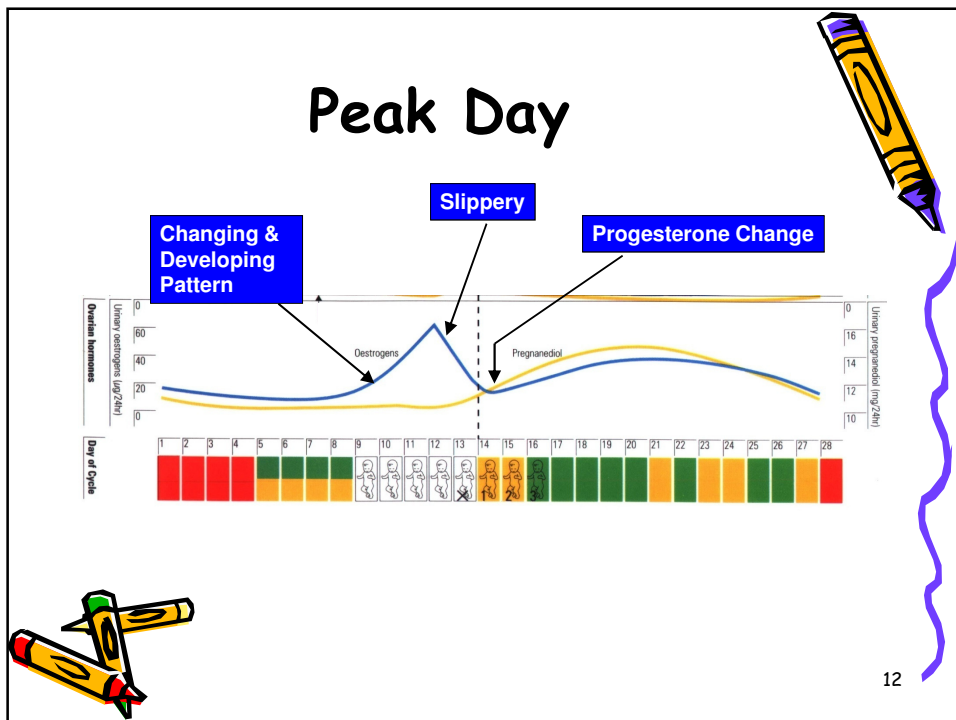 Peak Day
Slippery
Changing &
Developing
Pattern
Progesterone Change
Ovarian hormones
Urinary oestrogens (µg/24hr)
0
60
40
20
0
Oestrogens
Pregnanediol
0
16
14
12
10
Urinary pregnanediol (mg/24hr)
Day of Cycle
1 2 3 4 5 6 7 8 9 10 11 12 13 14 15 16 17 18 19 20 21 22 23 24 25 26 27 28
X 1 2 3
12